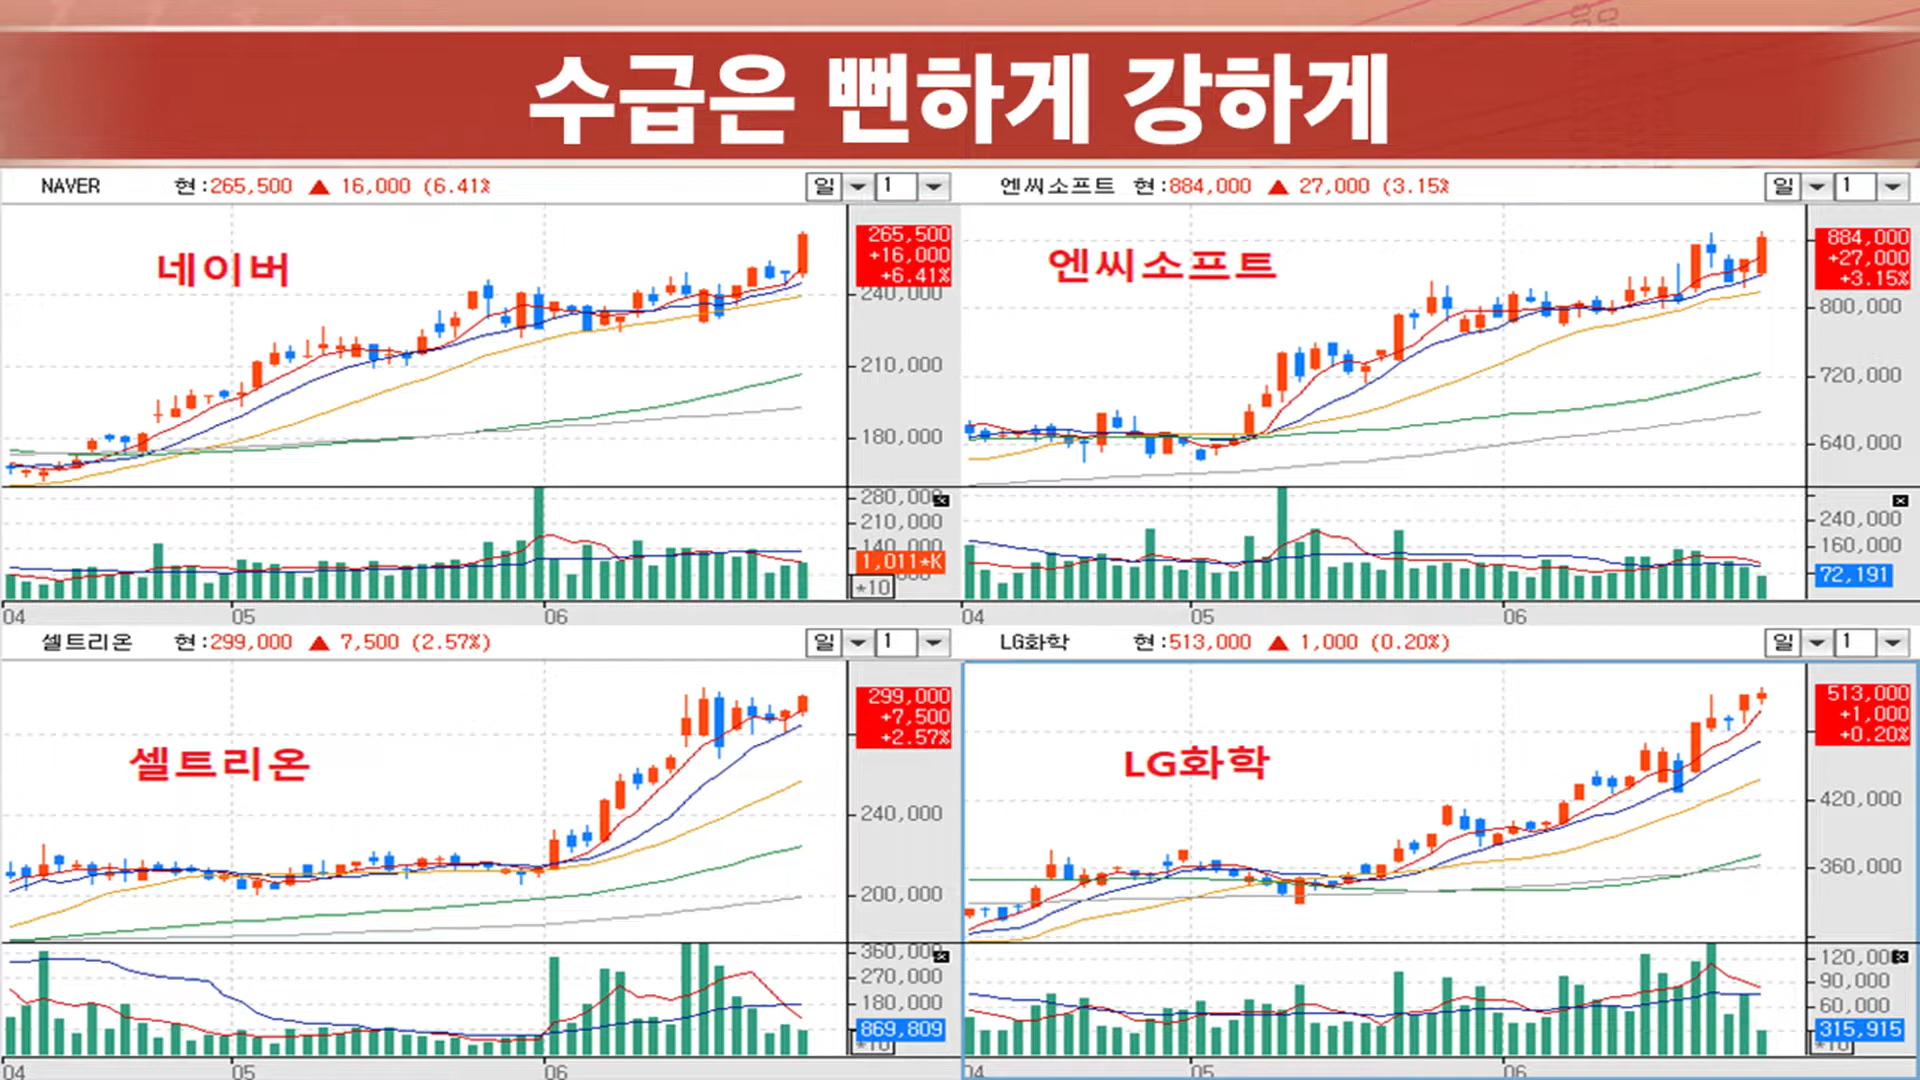 수급은 뻔하게 강하게
NAVER 현:265,500 ▲ 16,000 (6.41%
일 1
네이버
265,500
+16,000
+6.41%
240,000
210,000
180,000
280,000
210,000
140,000
1,011*K
*10
04 05 06
엔씨소프트 현:884,000 ▲ 27,000 (3.15%
일 1
엔씨소프트
884,000
+27,000
+3.15%
800,000
720,000
640,000
240,000
160,000
72,191
04 05 06
셀트리온 현:299,000 ▲ 7,500 (2.57%)
일 1
셀트리온
299,000
+7,500
+2.57%
240,000
200,000
360,000
270,000
180,000
869,809
*10
04 05 06
LG화학 현:513,000 ▲ 1,000 (0.20%)
일 1
LG화학
513,000
+1,000
+0.20%
420,000
360,000
120,000
90,000
60,000
315,915
*10
04 05 06